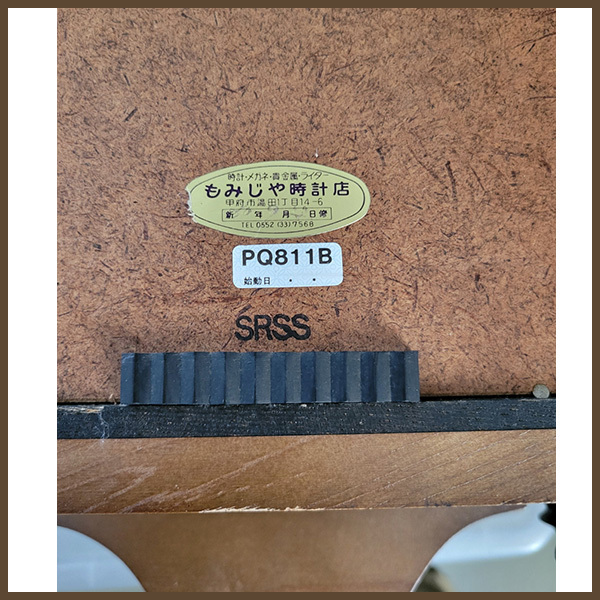 時計・メガネ・貴金属・ライター
もみじや時計店
甲府市湯田1丁目14-6
新 年 月 日修
TEL 0552 (33) 7568
PQ811B
始動日 ・ ・
SRSS